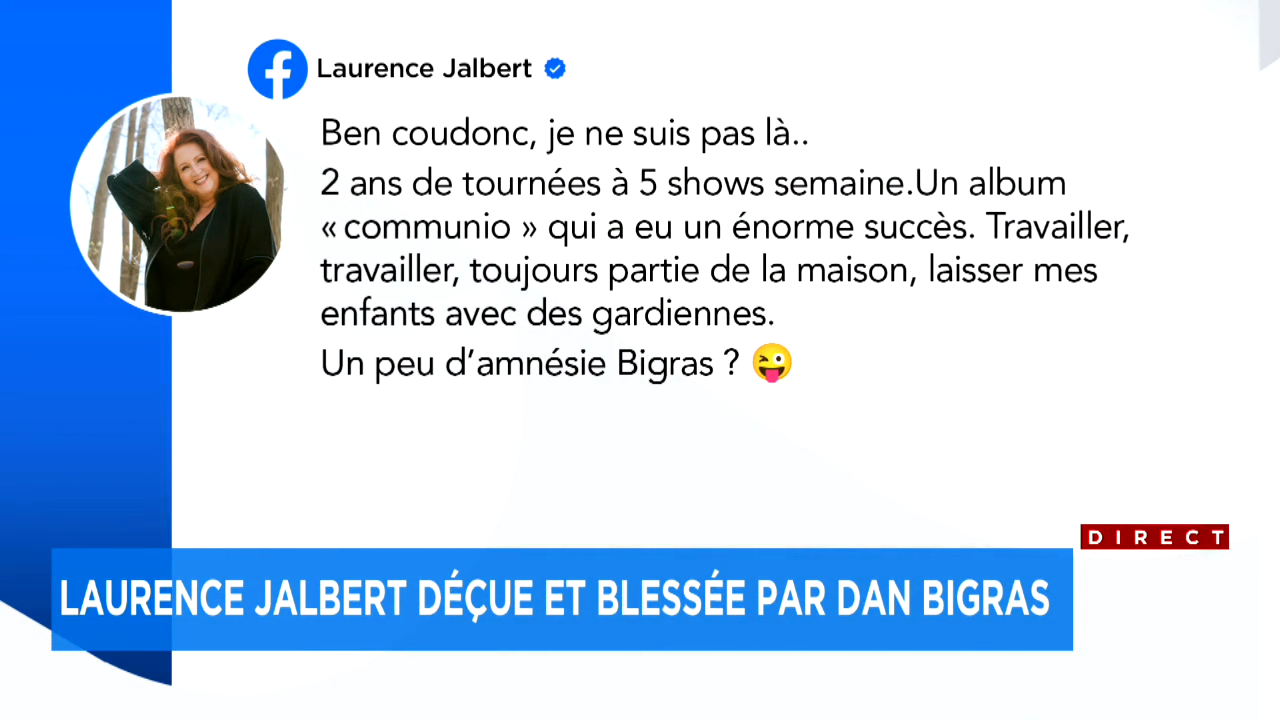 Laurence Jalbert
Ben coudonc, je ne suis pas là..
2 ans de tournées à 5 shows semaine.Un album
« communio » qui a eu un énorme succès. Travailler,
travailler, toujours partie de la maison, laisser mes
enfants avec des gardiennes.
Un peu d’amnésie Bigras ? 😜
DIRECT
LAURENCE JALBERT DÉÇUE ET BLESSÉE PAR DAN BIGRAS